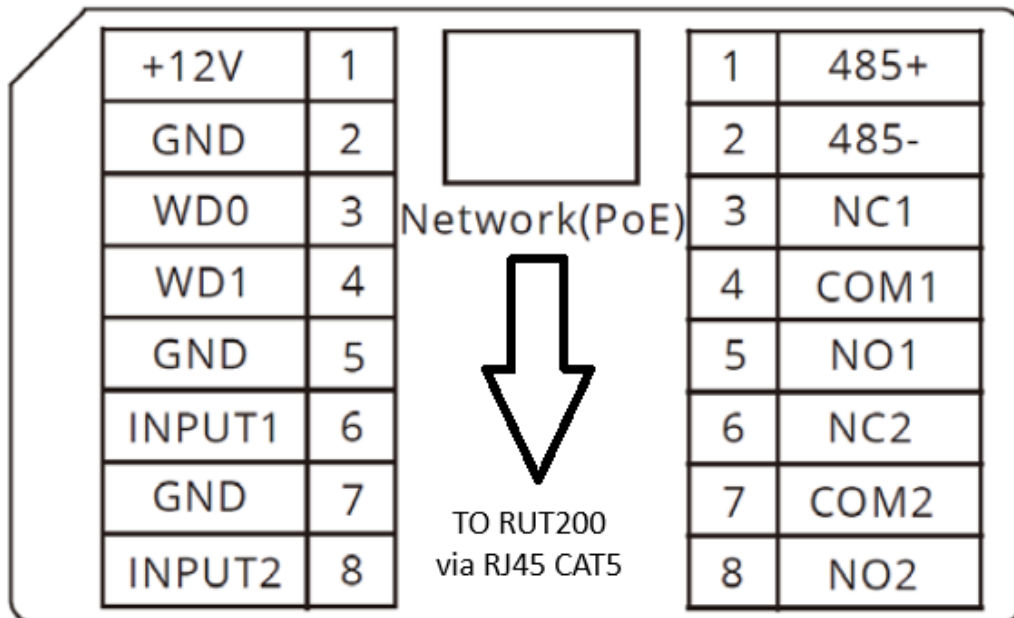 +12V 1
GND 2
WD0 3
WD1 4
GND 5
INPUT1 6
GND 7
INPUT2 8
Network(PoE)
TO RUT200
via RJ45 CAT5
1 485+
2 485-
3 NC1
4 COM1
5 NO1
6 NC2
7 COM2
8 NO2